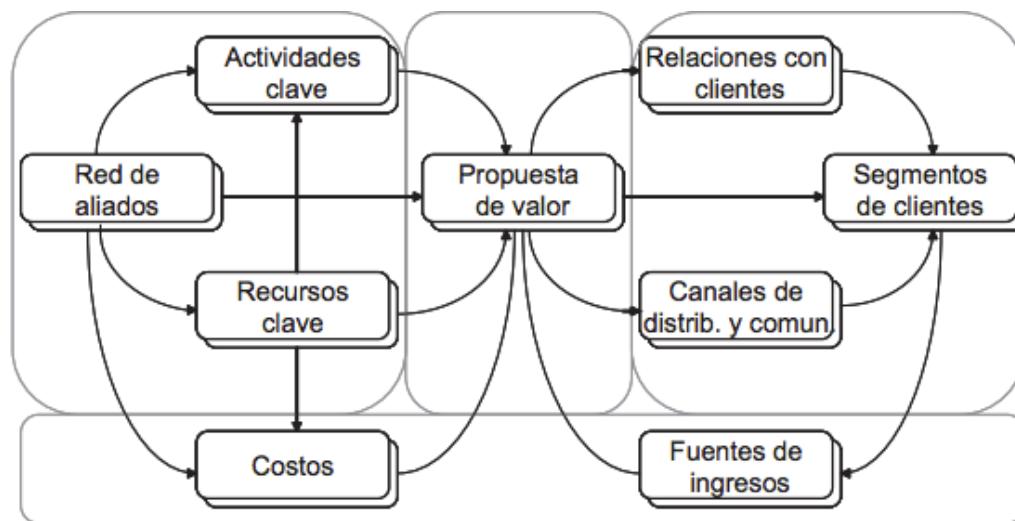 Actividades
clave
Relaciones con
clientes
Red de
aliados
Propuesta
de valor
Segmentos
de clientes
Recursos
clave
Canales de
distrib. y comun.
Costos
Fuentes de
ingresos